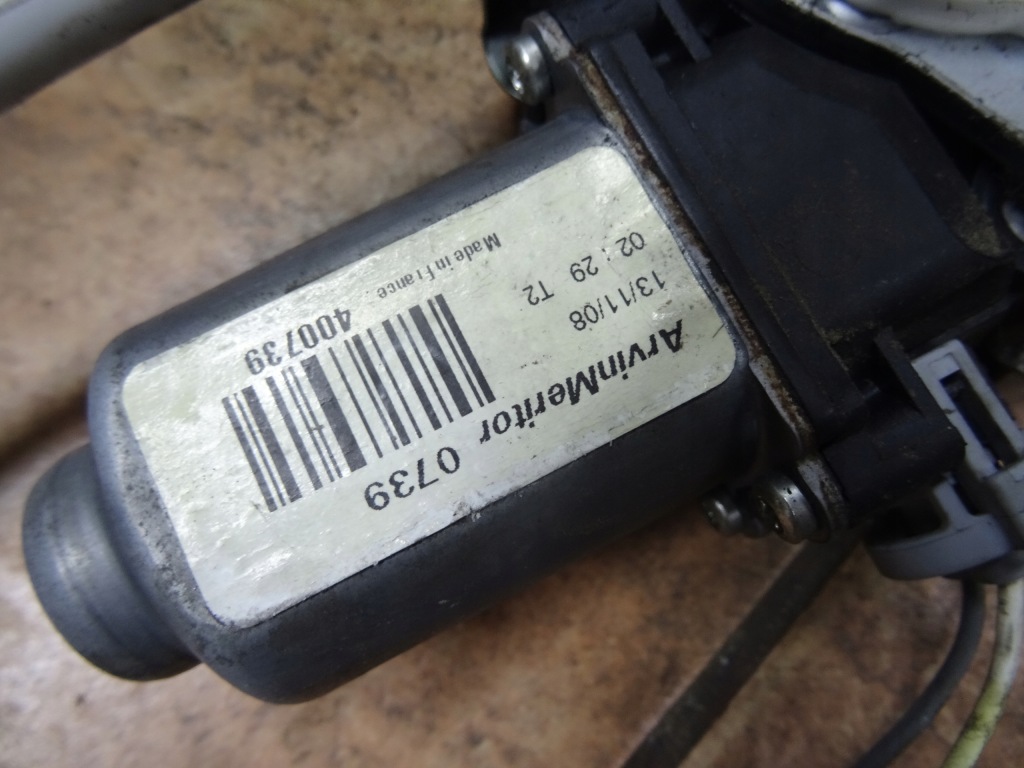 ArvinMeritor 0739
13/11/08
02:29 T2
400739
Made in France